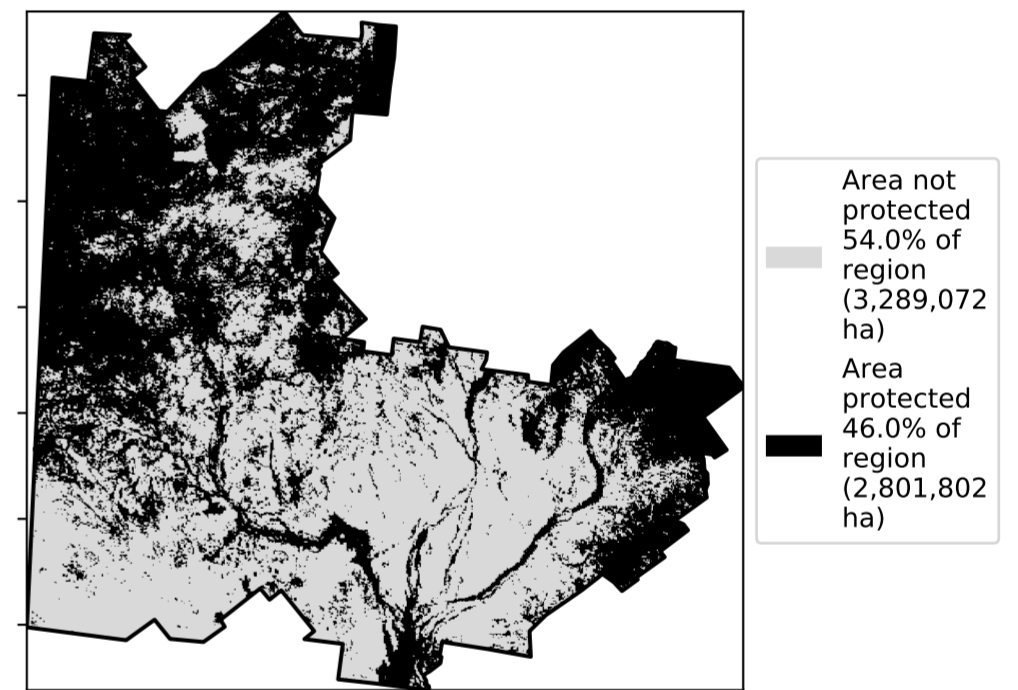 Area not
protected
54.0% of
region
(3,289,072
ha)
Area
protected
46.0% of
region
(2,801,802
ha)